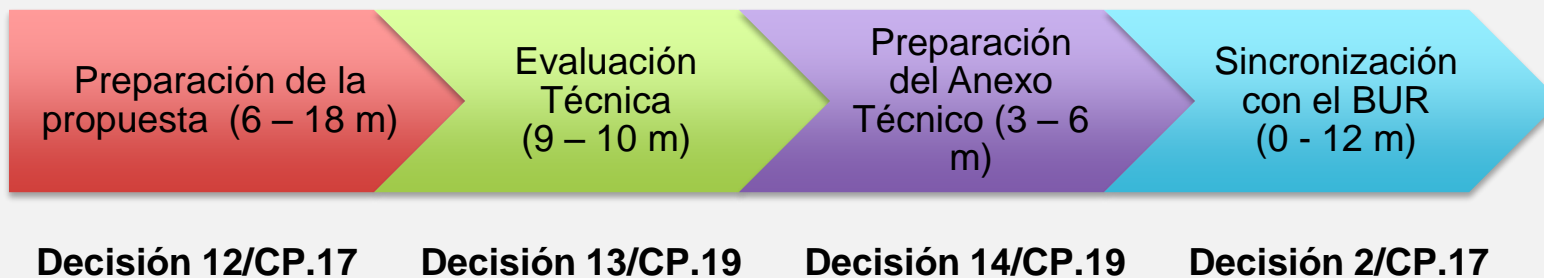 Preparación de la
propuesta (6 – 18 m)
Evaluación
Técnica
(9 – 10 m)
Preparación
del Anexo
Técnico (3 – 6
m)
Sincronización
con el BUR
(0 - 12 m)
Decisión 12/CP.17
Decisión 13/CP.19
Decisión 14/CP.19
Decisión 2/CP.17